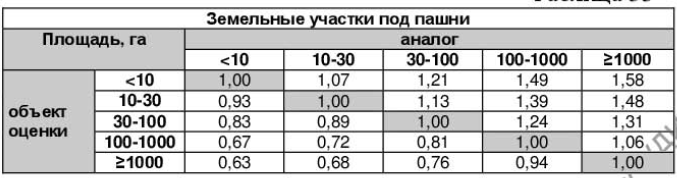 Земельные участки под пашни
Площадь, га аналог
<10 10-30 30-100 100-1000 ≥1000
объект оценки <10 1,00 1,07 1,21 1,49 1,58
10-30 0,93 1,00 1,13 1,39 1,48
30-100 0,83 0,89 1,00 1,24 1,31
100-1000 0,67 0,72 0,81 1,00 1,06
≥1000 0,63 0,68 0,76 0,94 1,00